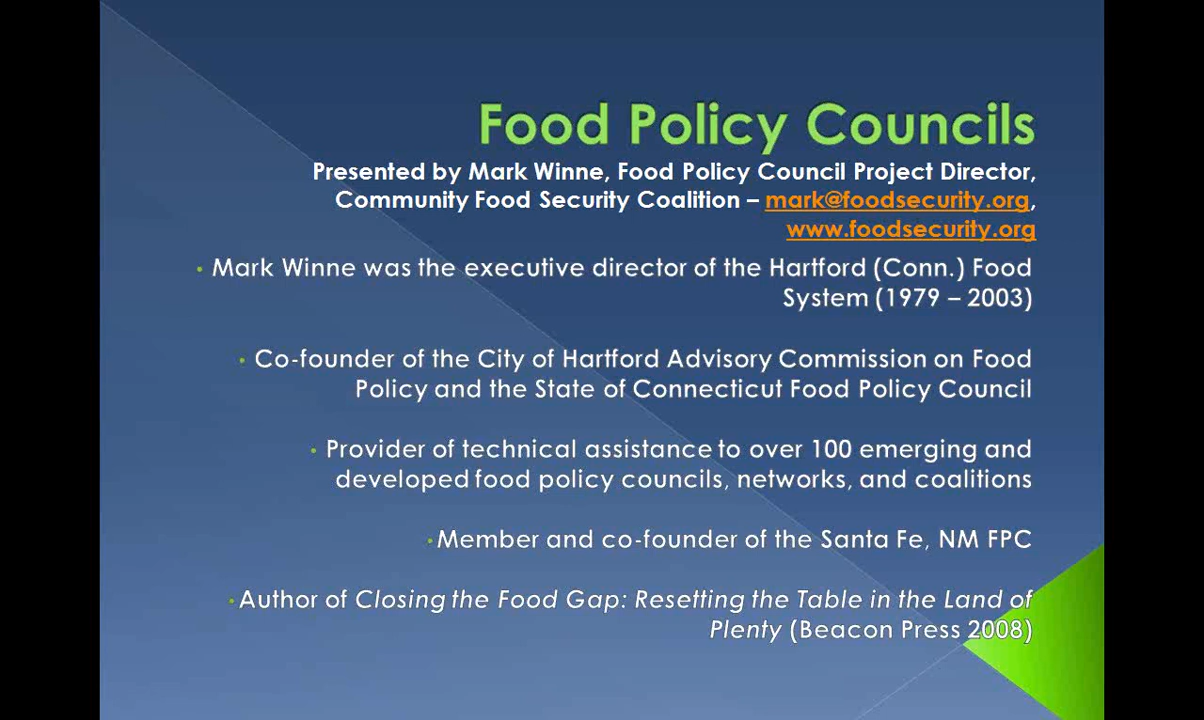 Food Policy Councils
Presented by Mark Winne, Food Policy Council Project Director,
Community Food Security Coalition – mark@foodsecurity.org,
www.foodsecurity.org
• Mark Winne was the executive director of the Hartford (Conn.) Food
System (1979 – 2003)
• Co-founder of the City of Hartford Advisory Commission on Food
Policy and the State of Connecticut Food Policy Council
• Provider of technical assistance to over 100 emerging and
developed food policy councils, networks, and coalitions
• Member and co-founder of the Santa Fe, NM FPC
• Author of Closing the Food Gap: Resetting the Table in the Land of
Plenty (Beacon Press 2008)